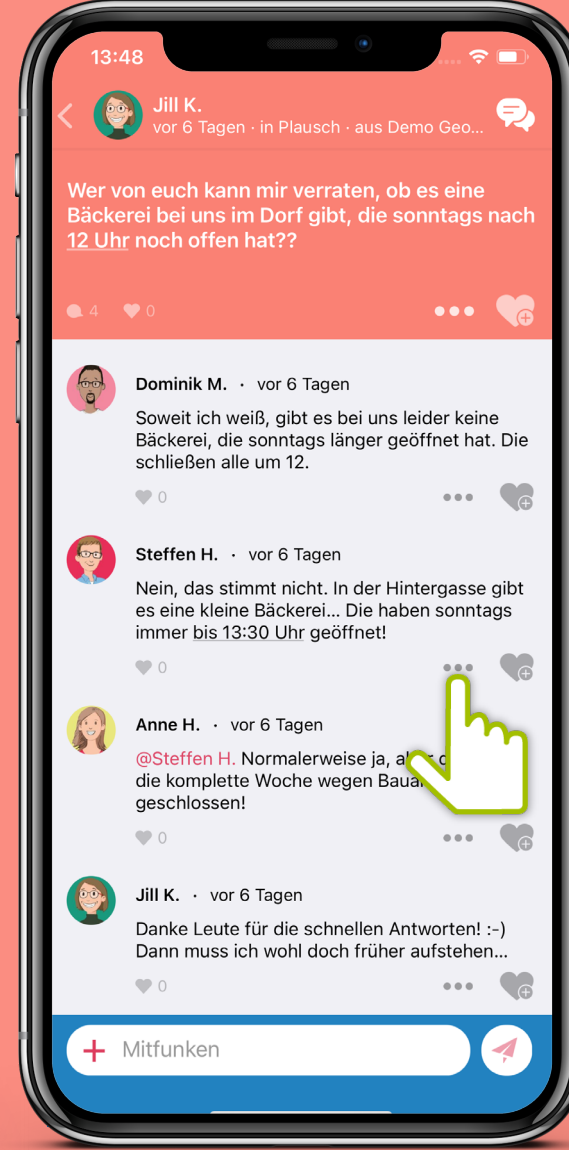 13:48
Jill K.
vor 6 Tagen · in Plausch · aus Demo Geo...
Wer von euch kann mir verraten, ob es eine
Bäckerei bei uns im Dorf gibt, die sonntags nach
12 Uhr noch offen hat??
4 0
Dominik M. · vor 6 Tagen
Soweit ich weiß, gibt es bei uns leider keine
Bäckerei, die sonntags länger geöffnet hat. Die
schließen alle um 12.
0
Steffen H. · vor 6 Tagen
Nein, das stimmt nicht. In der Hintergasse gibt
es eine kleine Bäckerei... Die haben sonntags
immer bis 13:30 Uhr geöffnet!
0
Anne H. · vor 6 Tagen
@Steffen H. Normalerweise ja,
die komplette Woche wegen
geschlossen!
0
Jill K. · vor 6 Tagen
Danke Leute für die schnellen Antworten! :-)
Dann muss ich wohl doch früher aufstehen...
0
Mitfunken